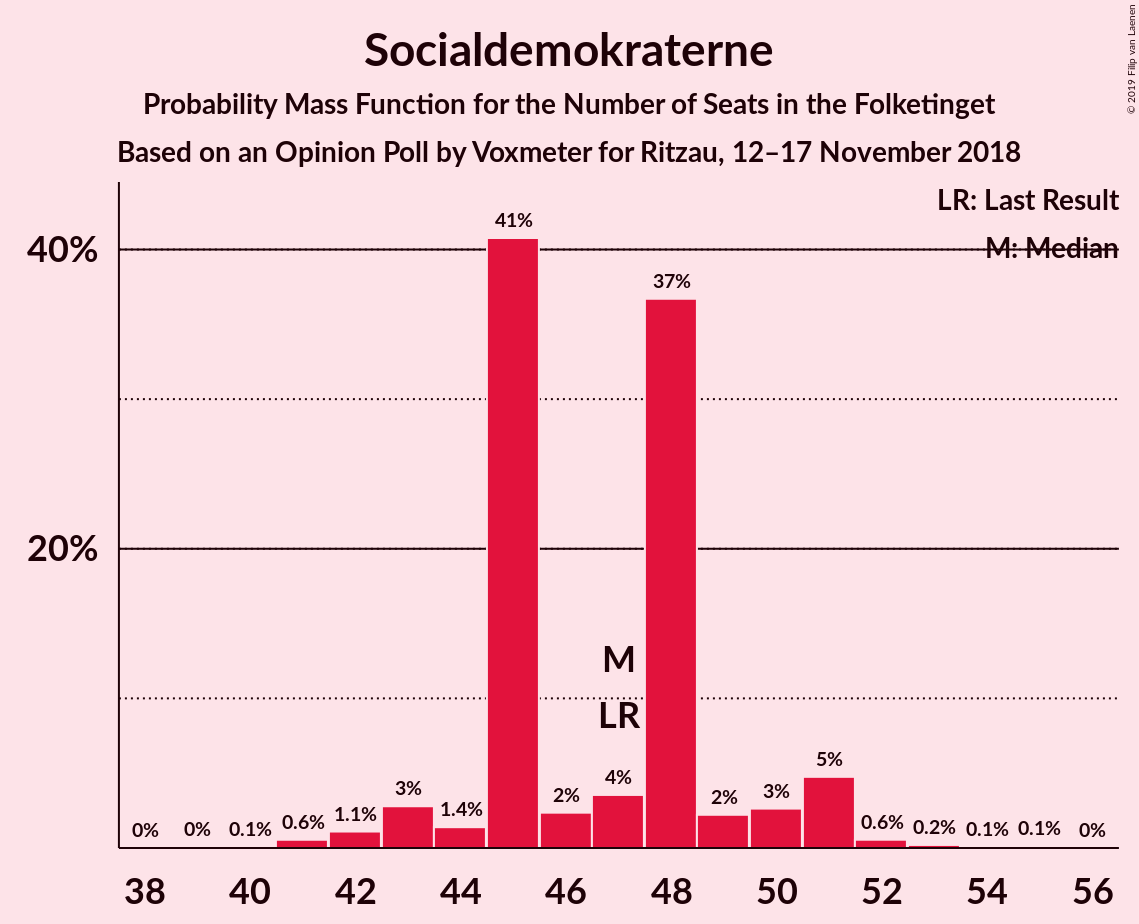 Socialdemokraterne
Probability Mass Function for the Number of Seats in the Folketinget
Based on an Opinion Poll by Voxmeter for Ritzau, 12–17 November 2018
© 2019 Filip van Laenen
LR: Last Result
M: Median
40%
20%
41%
37%
M
LR
0%
0%
0.1%
0.6%
1.1%
3%
1.4%
2%
4%
2%
3%
5%
0.6%
0.2%
0.1%
0.1%
0%
38 40 42 44 46 48 50 52 54 56